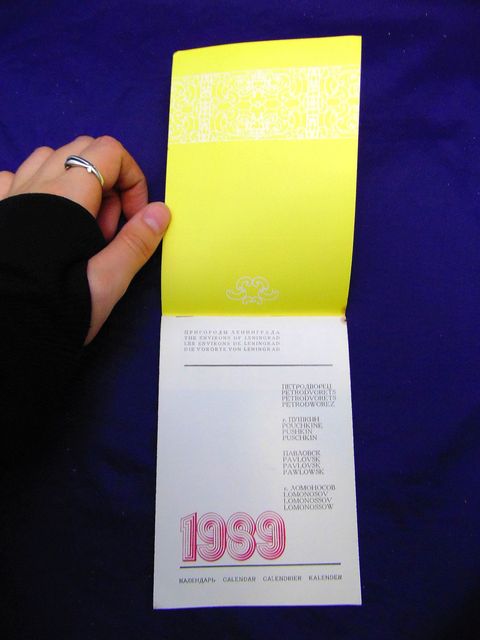 ПРИГОРОДЫ ЛЕНИНГРАДА
THE ENVIRONS OF LENINGRAD
LES ENVIRONS DE LENINGRAD
DIE VORORTE VON LENINGRAD
ПЕТРОДВОРЕЦ
PETRODVORETS
PETRODVORETS
PETRODWOREZ
г. ПУШКИН
POUCHKINE
PUSHKIN
PUSCHKIN
ПАВЛОВСК
PAVLOVSK
PAVLOVSK
PAWLOWSK
г. ЛОМОНОСОВ
LOMONOSOV
LOMONOSSOV
LOMONOSSOW
1989
КАЛЕНДАРЬ CALENDAR CALENDRIER KALENDER